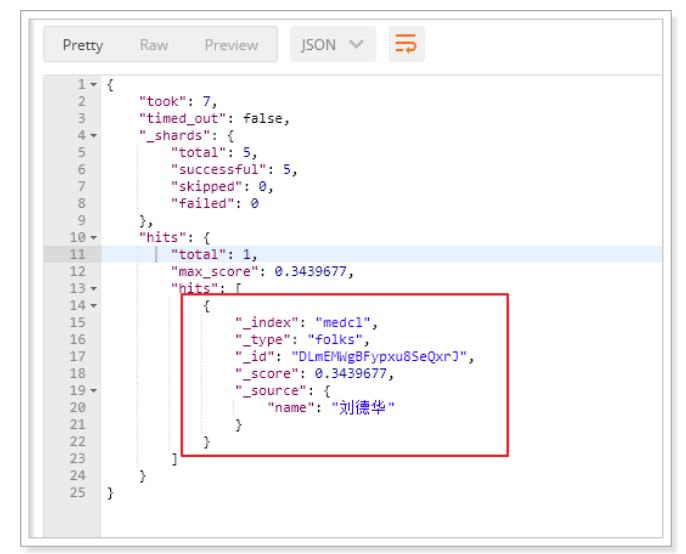 Pretty Raw Preview JSON
1 {
2 "took": 7,
3 "timed_out": false,
4 "_shards": {
5 "total": 5,
6 "successful": 5,
7 "skipped": 0,
8 "failed": 0
9 },
10 "hits": {
11 "total": 1,
12 "max_score": 0.3439677,
13 "hits": [
14 {
15 "_index": "medcl",
16 "_type": "folks",
17 "_id": "DLmEMWgBFypxu8SeQxrJ",
18 "_score": 0.3439677,
19 "_source": {
20 "name": "刘德华"
21 }
22 }
23 ]
24 }
25 }